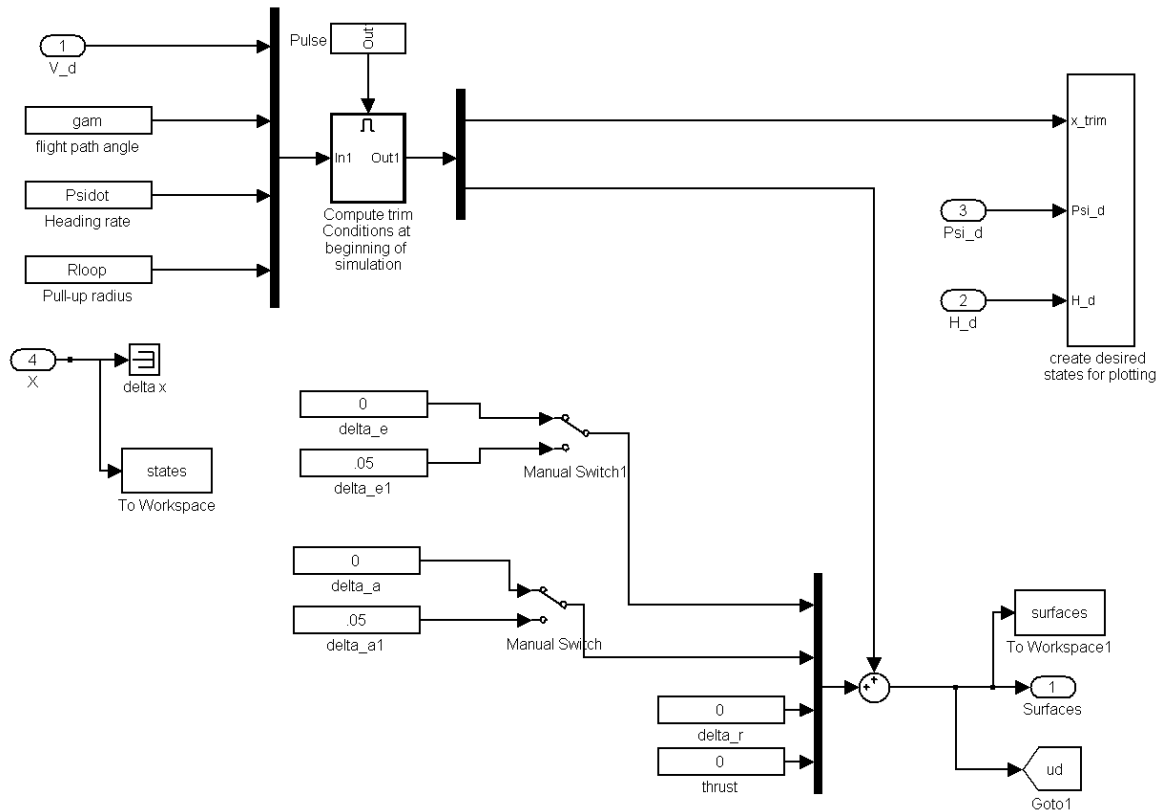 1
V_d
gam
flight path angle
Psidot
Heading rate
Rloop
Pull-up radius
Pulse
Out
In1
Out1
Compute trim
Conditions at
beginning of
simulation
x_trim
Psi_d
H_d
3
Psi_d
2
H_d
create desired
states for plotting
4
X
delta x
states
To Workspace
0
delta_e
.05
delta_e1
Manual Switch1
0
delta_a
.05
delta_a1
Manual Switch
0
delta_r
0
thrust
surfaces
To Workspace1
1
Surfaces
ud
Goto1